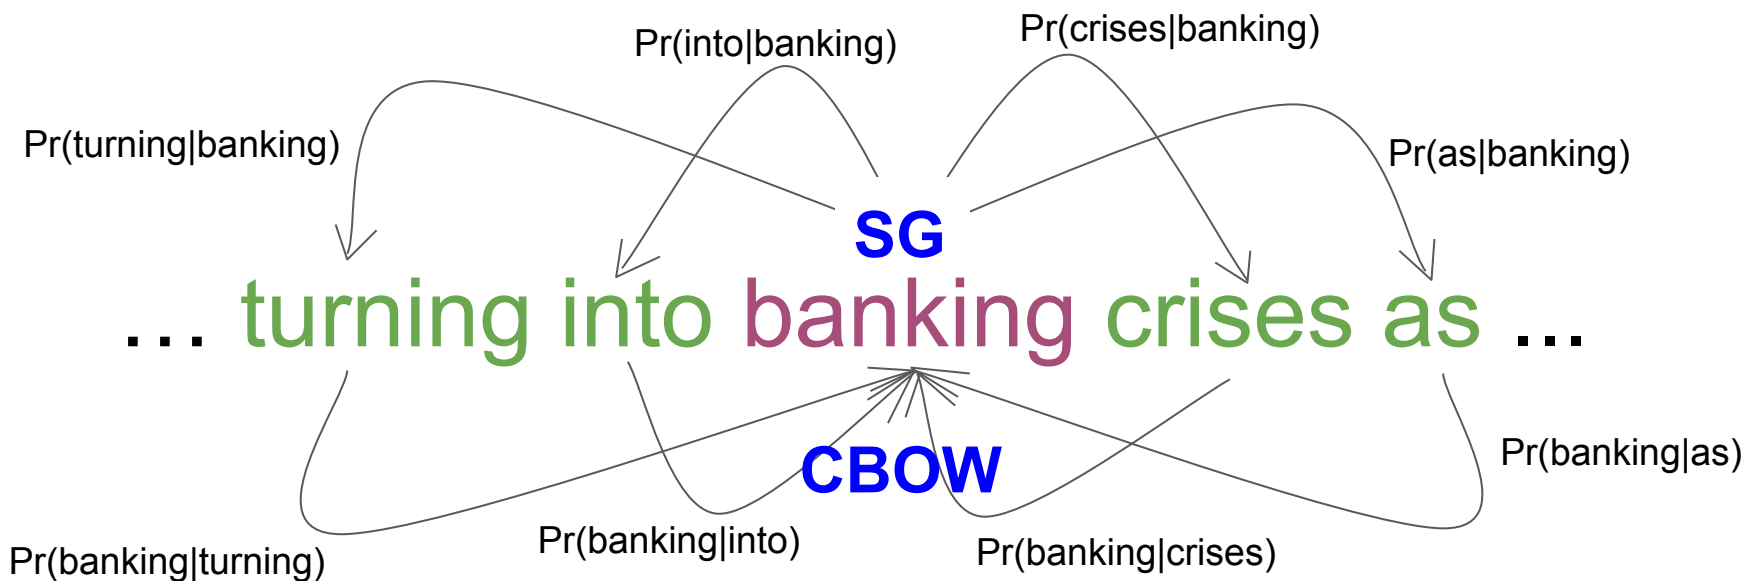 Pr(into|banking)
Pr(crises|banking)
Pr(turning|banking)
Pr(as|banking)
SG
... turning into banking crises as ...
CBOW
Pr(banking|as)
Pr(banking|into)
Pr(banking|crises)
Pr(banking|turning)